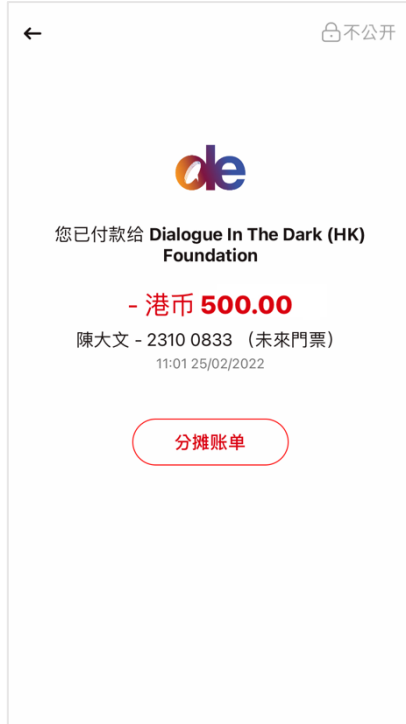 不公开
dle
您已付款给 Dialogue In The Dark (HK)
Foundation
- 港币 500.00
陳大文 - 2310 0833 （未來門票）
11:01 25/02/2022
分摊账单